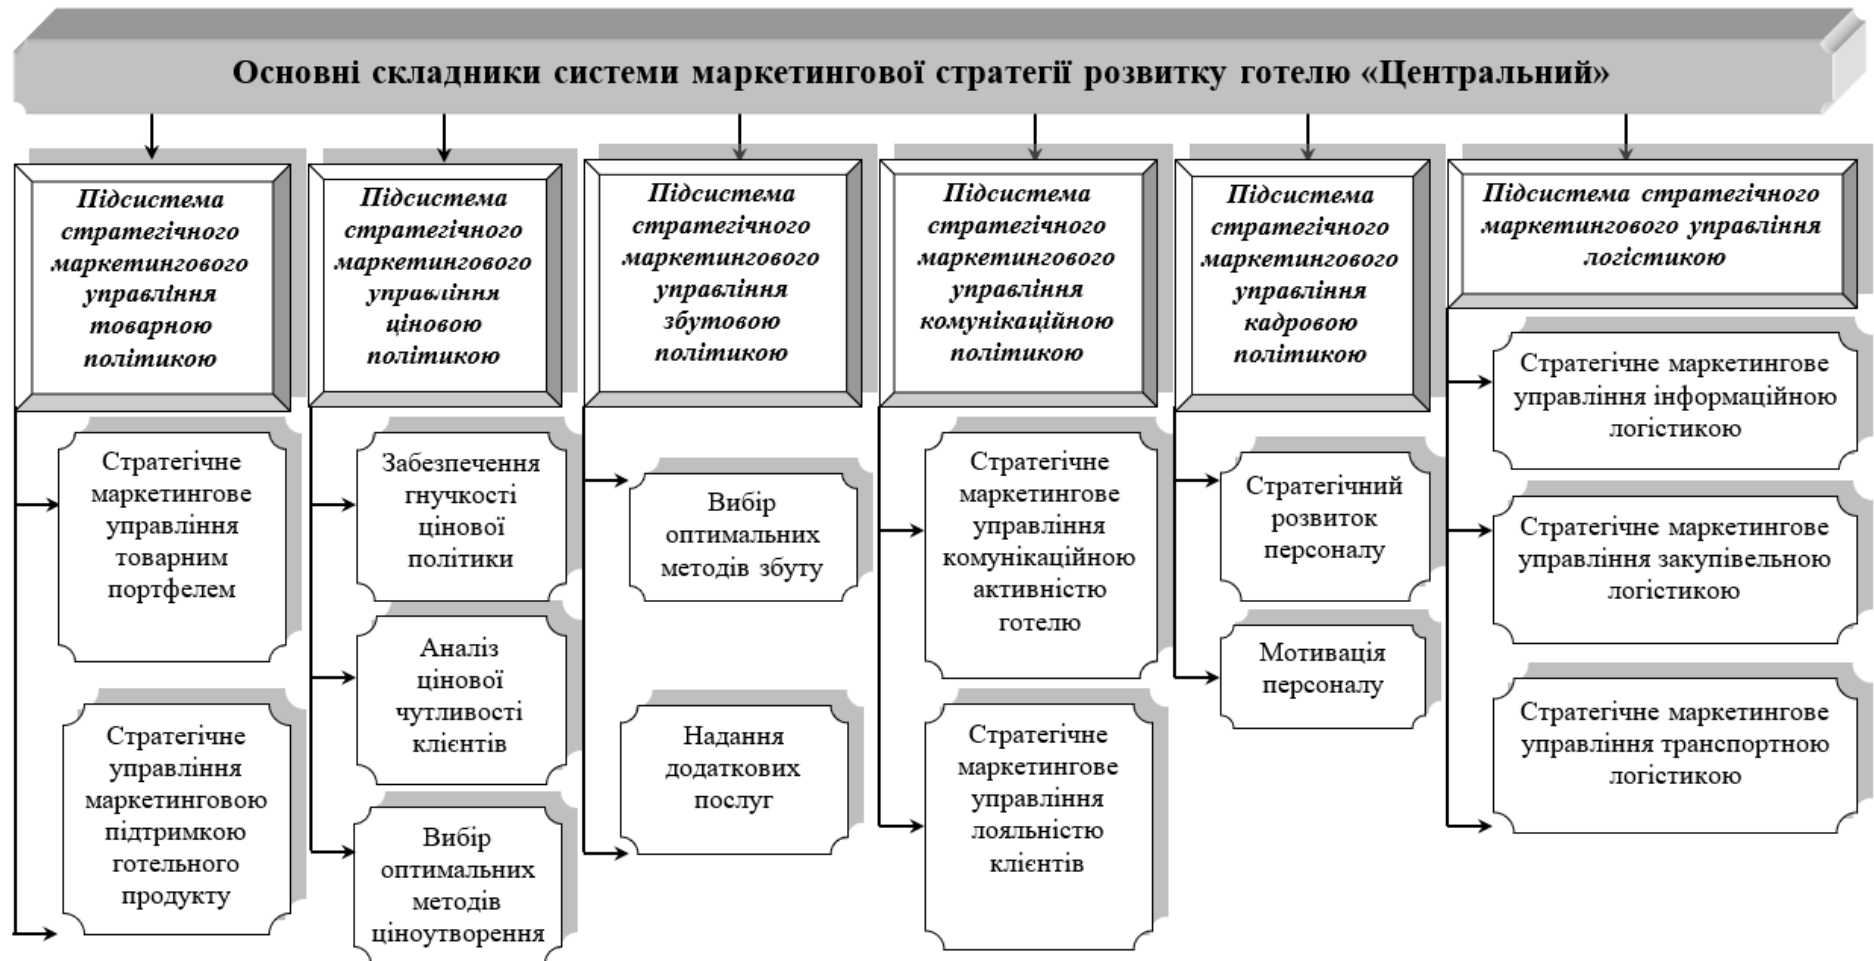 Основні складники системи маркетингової стратегії розвитку готелю «Центральний»
Підсистема
стратегічного
маркетингового
управління
товарною
політикою
Стратегічне
маркетингове
управління
товарним
портфелем
Стратегічне
управління
маркетинговою
підтримкою
готельного
продукту
Підсистема
стратегічного
маркетингового
управління
ціновою
політикою
Забезпечення
гнучкості
цінової
політики
Аналіз
цінової
чутливості
клієнтів
Вибір
оптимальних
методів
ціноутворення
Підсистема
стратегічного
маркетингового
управління
збутовою
політикою
Вибір
оптимальних
методів збуту
Надання
додаткових
послуг
Підсистема
стратегічного
маркетингового
управління
комунікаційною
політикою
Стратегічне
маркетингове
управління
комунікаційною
активністю
готелю
Стратегічне
маркетингове
управління
лояльністю
клієнтів
Підсистема
стратегічного
маркетингового
управління
кадровою
політикою
Стратегічний
розвиток
персоналу
Мотивація
персоналу
Підсистема стратегічного
маркетингового управління
логістикою
Стратегічне маркетингове
управління інформаційною
логістикою
Стратегічне маркетингове
управління закупівельною
логістикою
Стратегічне маркетингове
управління транспортною
логістикою